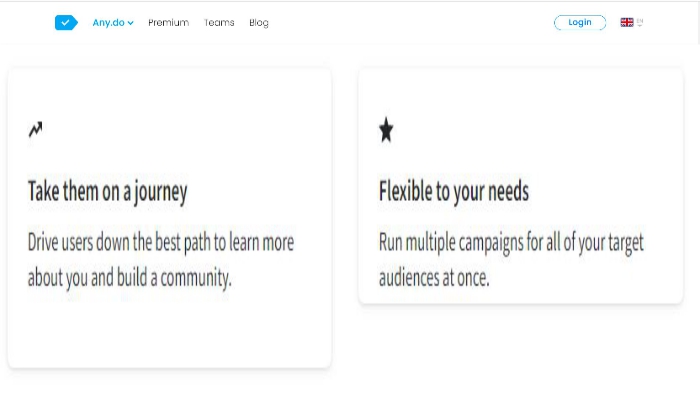 Any.do Premium Teams Blog Login EN
Take them on a journey
Drive users down the best path to learn more
about you and build a community.
Flexible to your needs
Run multiple campaigns for all of your target
audiences at once.